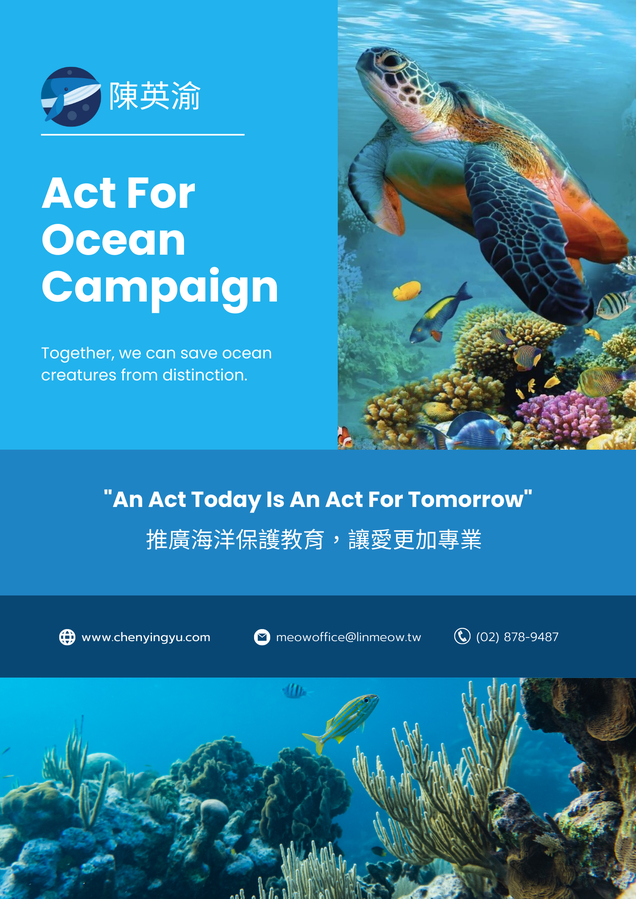 陳英渝
Act For
Ocean
Campaign
Together, we can save ocean
creatures from distinction.
"An Act Today Is An Act For Tomorrow"
推廣海洋保護教育，讓愛更加專業
www.chenyingyu.com
meowoffice@linmeow.tw
(02) 878-9487